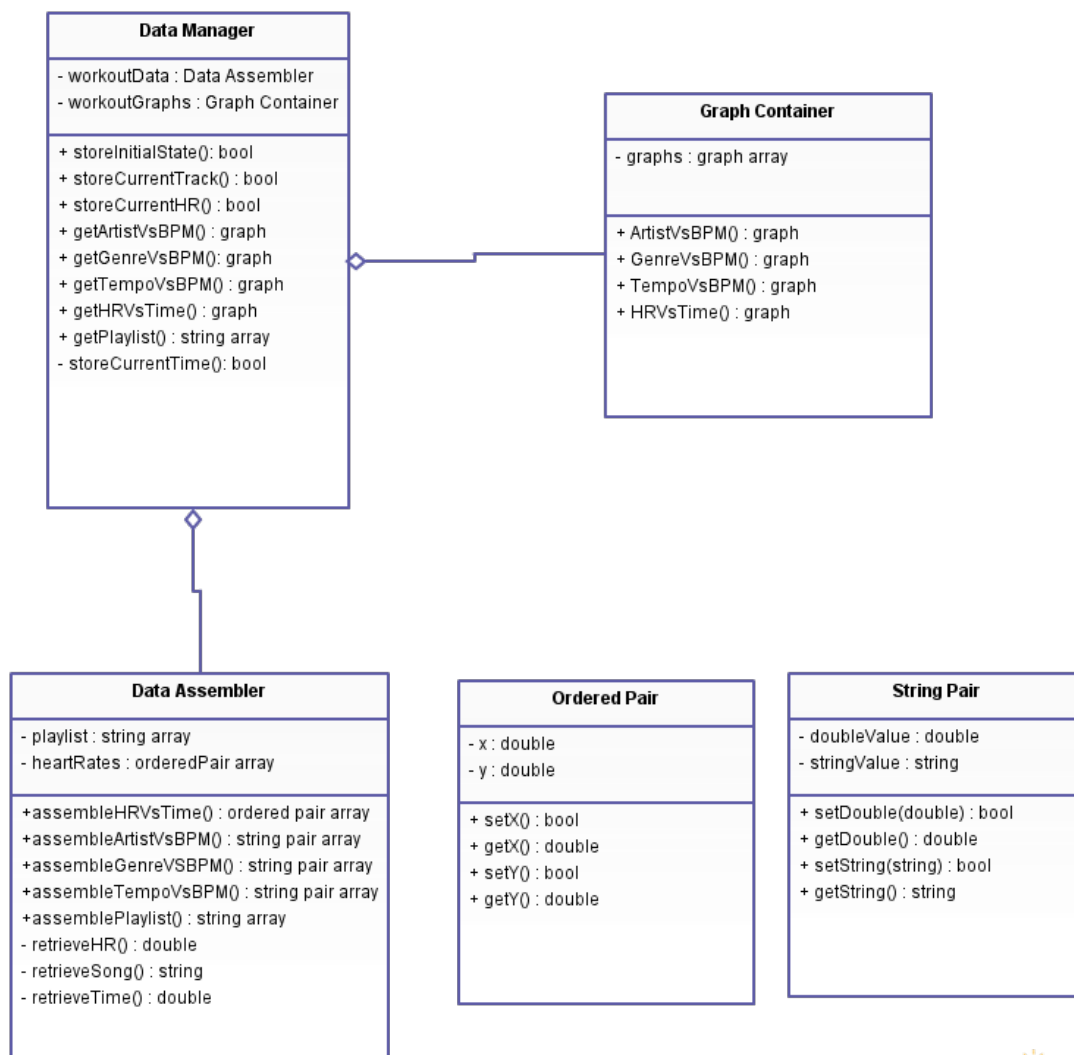 Data Manager
- workoutData : Data Assembler
- workoutGraphs : Graph Container
+ storeInitialState(): bool
+ storeCurrentTrack() : bool
+ storeCurrentHR() : bool
+ getArtistVsBPM() : graph
+ getGenreVsBPM(): graph
+ getTempoVsBPM() : graph
+ getHRVsTime() : graph
+ getPlaylist() : string array
- storeCurrentTime(): bool
Graph Container
- graphs : graph array
+ ArtistVsBPM() : graph
+ GenreVsBPM() : graph
+ TempoVsBPM() : graph
+ HRVsTime() : graph
Data Assembler
- playlist : string array
- heartRates : orderedPair array
+assembleHRVsTime() : ordered pair array
+assembleArtistVsBPM() : string pair array
+assembleGenreVSBPM() : string pair array
+assembleTempoVsBPM() : string pair array
+assemblePlaylist() : string array
- retrieveHR() : double
- retrieveSong() : string
- retrieveTime() : double
Ordered Pair
- x : double
- y : double
+ setX() : bool
+ getX() : double
+ setY() : bool
+ getY() : double
String Pair
- doubleValue : double
- stringValue : string
+ setDouble(double) : bool
+ getDouble() : double
+ setString(string) : bool
+ getString() : string